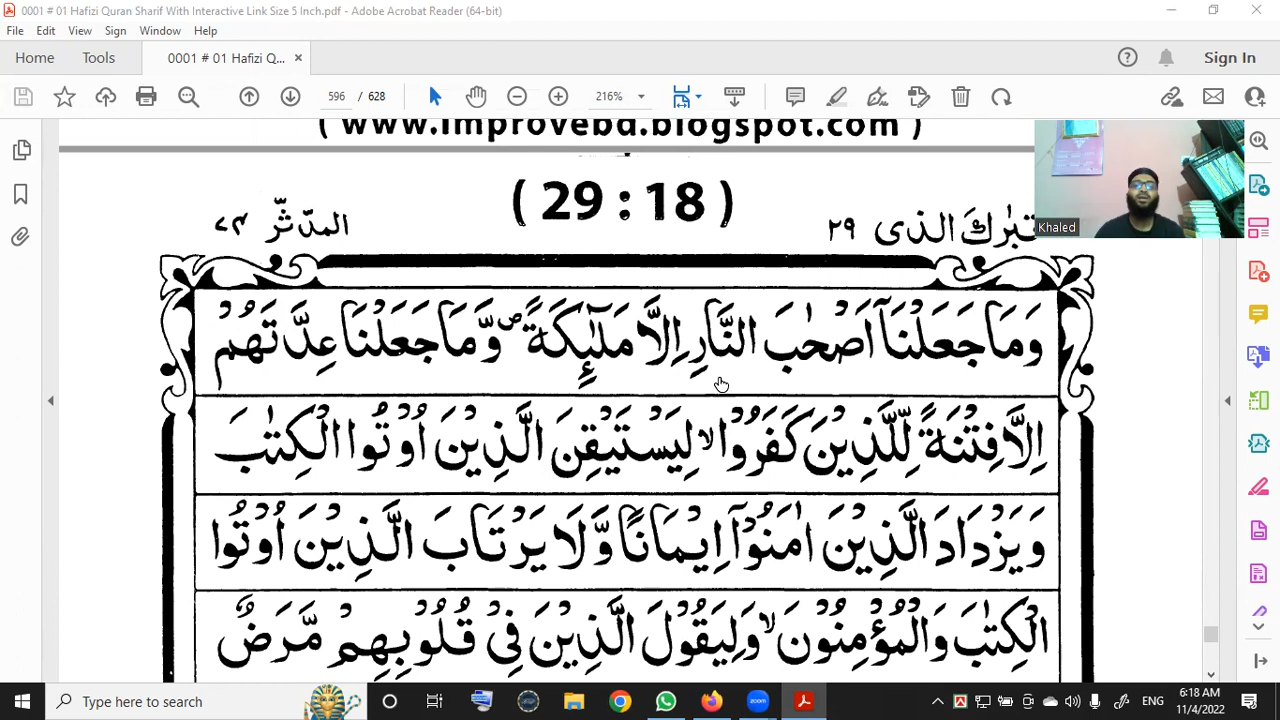 0001 # 01 Hafizi Quran Sharif With Interactive Link Size 5 Inch.pdf - Adobe Acrobat Reader (64-bit)
File Edit View Sign Window Help
Home Tools 0001 # 01 Hafizi Q... × Sign In
596 / 628 216%
( www.improvebd.blogspot.com )
( 29 : 18 )
تبٰرك الذى ٢٩ المدّثّر ٧٤
Khaled
وَمَا جَعَلْنَاۤ اَصْحٰبَ النَّارِ اِلَّا مَلٰٓئِكَةً ۪ وَّمَا جَعَلْنَا عِدَّتَهُمْ
اِلَّا فِتْنَةً لِّلَّذِيْنَ كَفَرُوْا ۙ لِيَسْتَيْقِنَ الَّذِيْنَ اُوْتُوا الْكِتٰبَ
وَيَزْدَادَ الَّذِيْنَ اٰمَنُوْۤا اِيْمَانًا وَّلَا يَرْتَابَ الَّذِيْنَ اُوْتُوا
الْكِتٰبَ وَالْمُؤْمِنُوْنَ ۙ وَلِيَقُوْلَ الَّذِيْنَ فِيْ قُلُوْبِهِمْ مَّرَضٌ
Type here to search
zoom
ENG
6:18 AM
11/4/2022